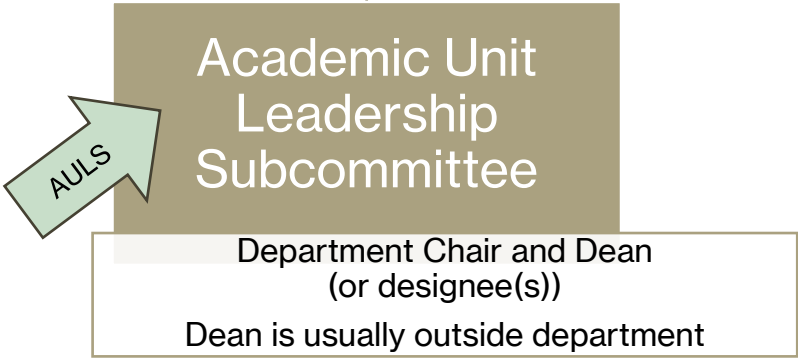 Academic Unit
Leadership
Subcommittee
AULS
Department Chair and Dean
(or designee(s))
Dean is usually outside department